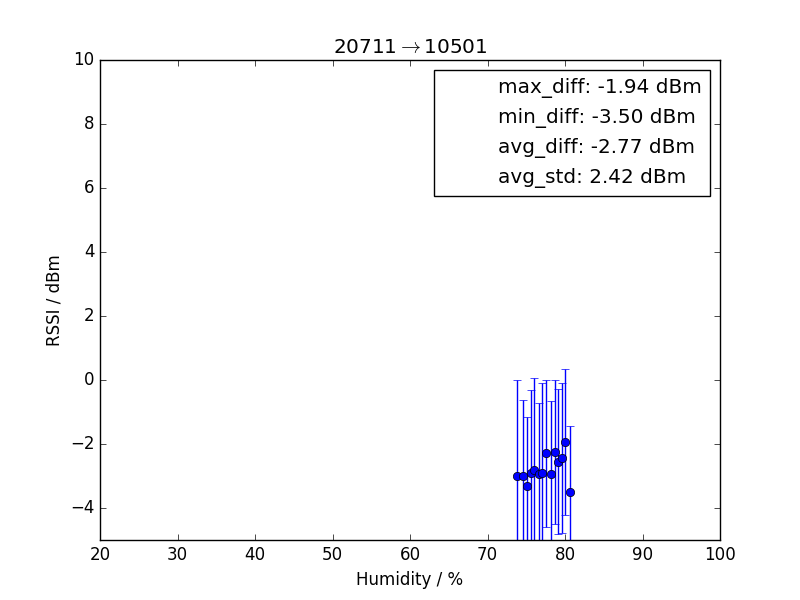 20711→10501
max_diff: -1.94 dBm
min_diff: -3.50 dBm
avg_diff: -2.77 dBm
avg_std: 2.42 dBm
RSSI / dBm
10
8
6
4
2
0
−2
−4
20 30 40 50 60 70 80 90 100
Humidity / %